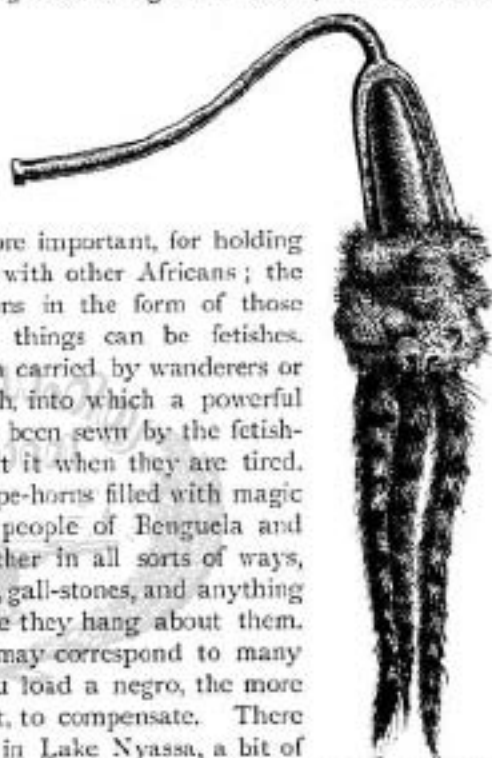 ore important, for holding
with other Africans; the
ns in the form of those
things can be fetishes.
carried by wanderers or
h, into which a powerful
been sewn by the fetish-
t it when they are tired.
pe-horns filled with magic
people of Benguela and
ther in all sorts of ways,
, gall-stones, and anything
e they hang about them.
may correspond to many
u load a negro, the more
t, to compensate. There
in Lake Nyassa, a bit of